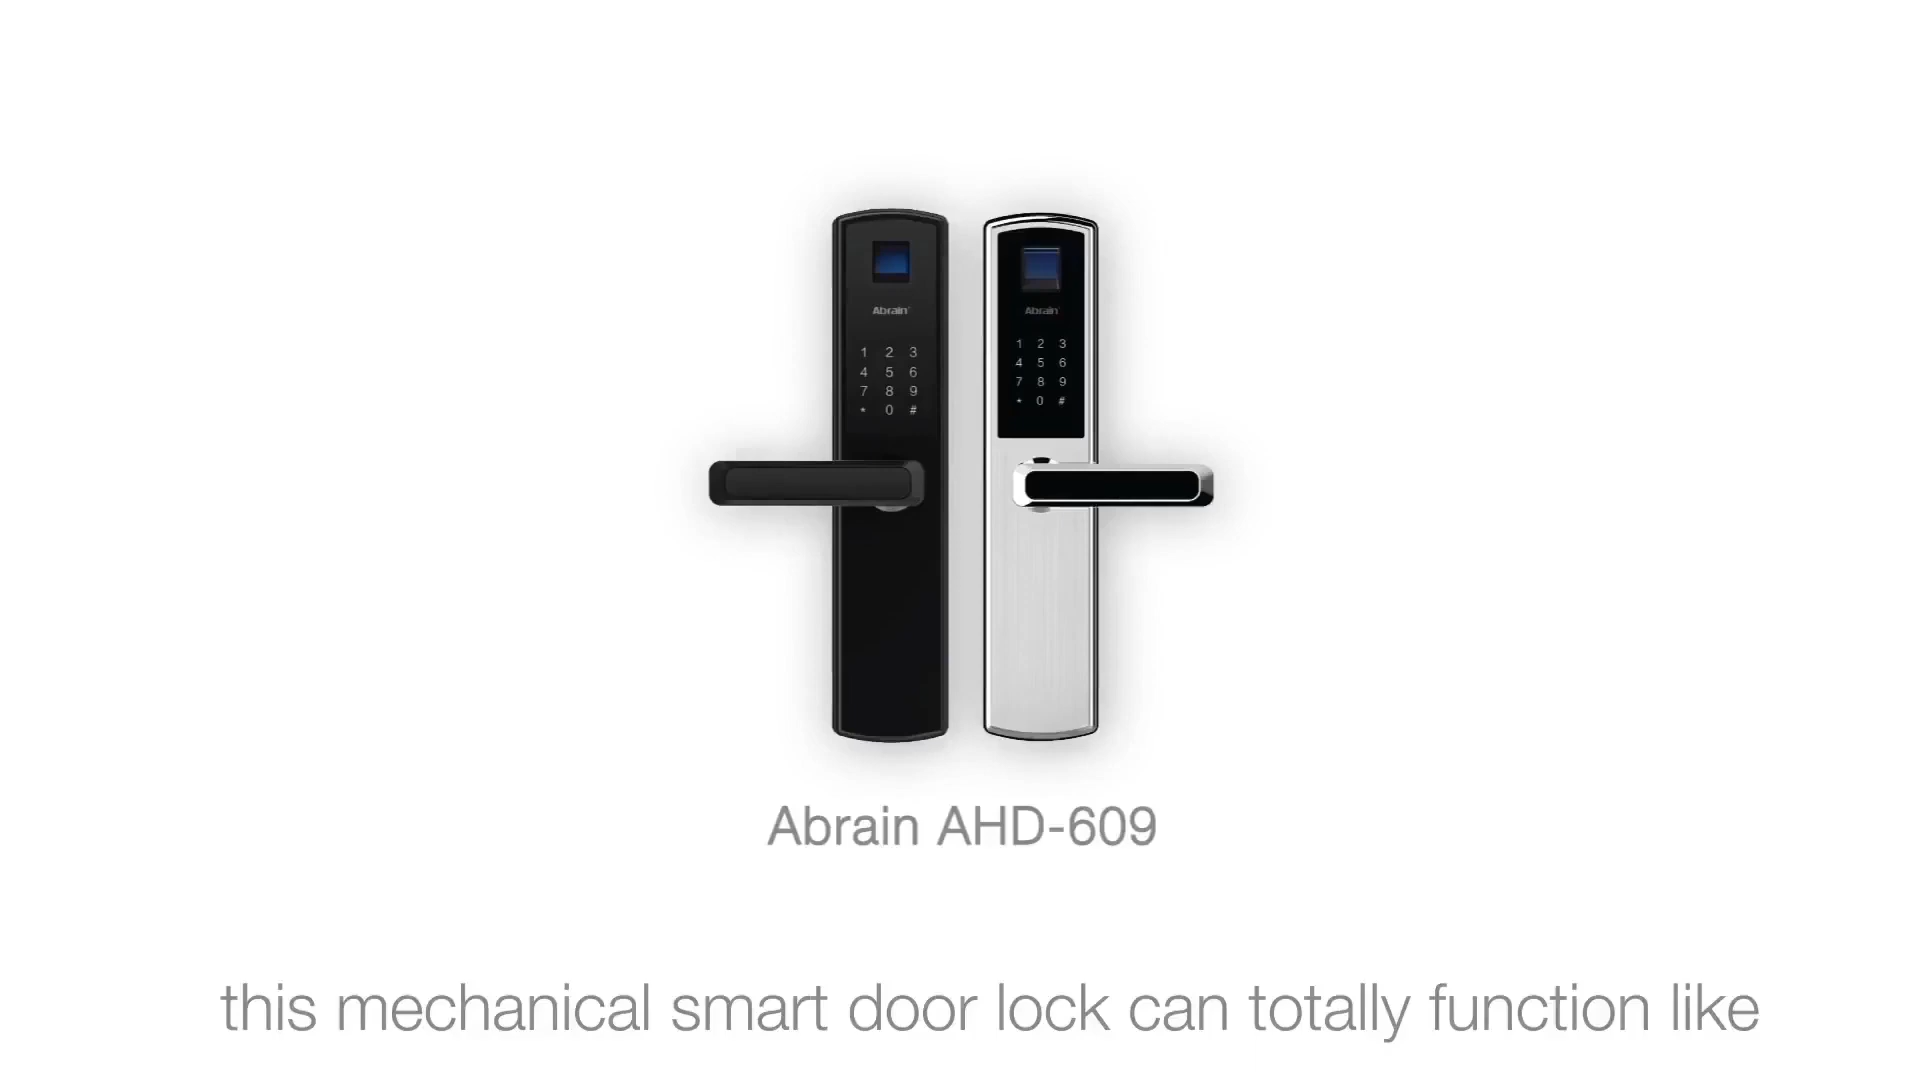 Abrain
1 2 3
4 5 6
7 8 9
* 0 #
Abrain
1 2 3
4 5 6
7 8 9
* 0 #
Abrain AHD-609
this mechanical smart door lock can totally function like